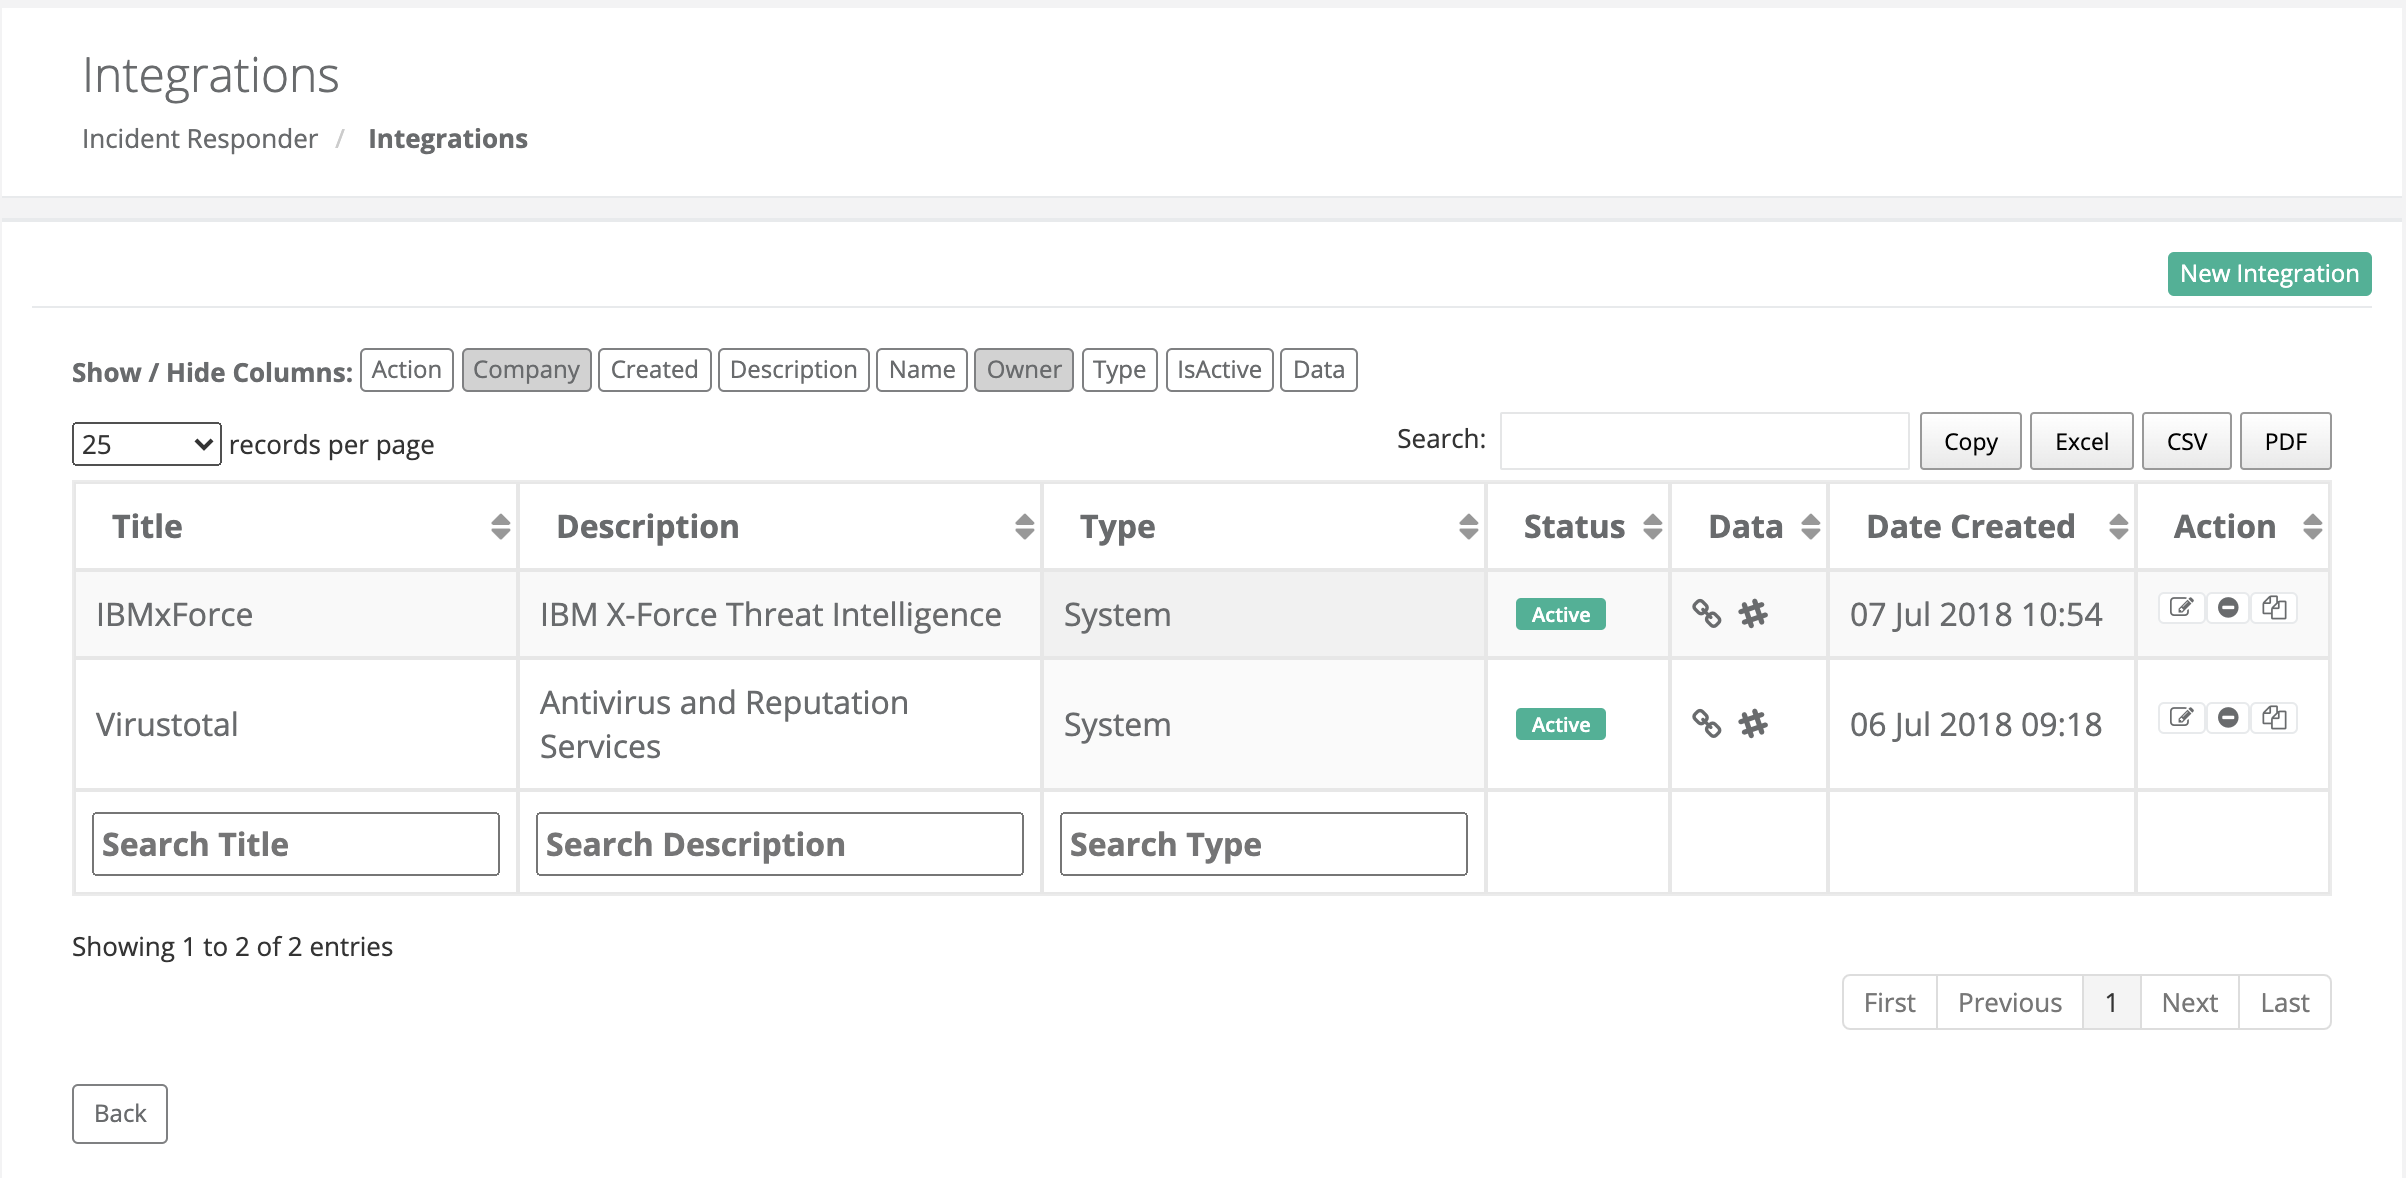 Integrations
Incident Responder / Integrations
New Integration
Show / Hide Columns: Action Company Created Description Name Owner Type IsActive Data
25 records per page Search: Copy Excel CSV PDF
Title Description Type Status Data Date Created Action
IBMxForce IBM X-Force Threat Intelligence System Active 07 Jul 2018 10:54
Virustotal Antivirus and Reputation Services System Active 06 Jul 2018 09:18
Search Title Search Description Search Type
Showing 1 to 2 of 2 entries
First Previous 1 Next Last
Back